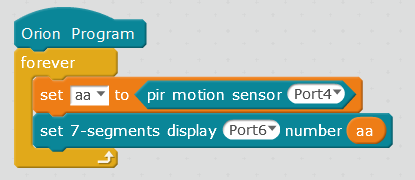 Orion Program
forever
set aa to pir motion sensor Port4
set 7-segments display Port6 number aa